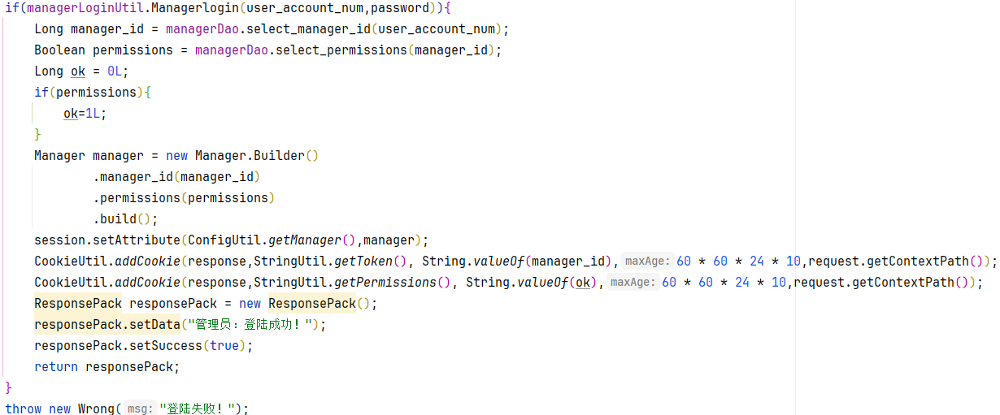 if(managerLoginUtil.Managerlogin(user_account_num,password)){
Long manager_id = managerDao.select_manager_id(user_account_num);
Boolean permissions = managerDao.select_permissions(manager_id);
Long ok = 0L;
if(permissions){
ok=1L;
}
Manager manager = new Manager.Builder()
.manager_id(manager_id)
.permissions(permissions)
.build();
session.setAttribute(ConfigUtil.getManager(),manager);
CookieUtil.addCookie(response,StringUtil.getToken(), String.valueOf(manager_id), maxAge: 60 * 60 * 24 * 10,request.getContextPath());
CookieUtil.addCookie(response,StringUtil.getPermissions(), String.valueOf(ok), maxAge: 60 * 60 * 24 * 10,request.getContextPath());
ResponsePack responsePack = new ResponsePack();
responsePack.setData("管理员：登陆成功！");
responsePack.setSuccess(true);
return responsePack;
}
throw new Wrong( msg: "登陆失败！");